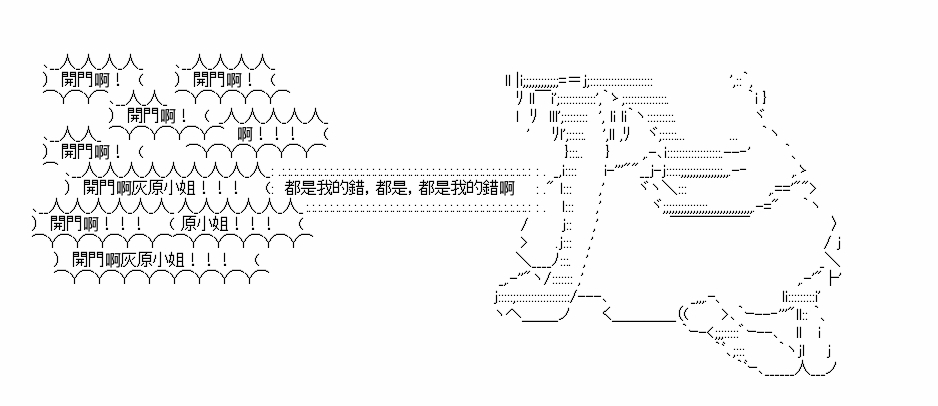 開門啊！ 開門啊！
開門啊！ 啊！！！
開門啊！
開門啊灰原小姐！！！ 都是我的錯，都是，都是我的錯啊
開門啊！！！ 原小姐！！！
開門啊灰原小姐！！！